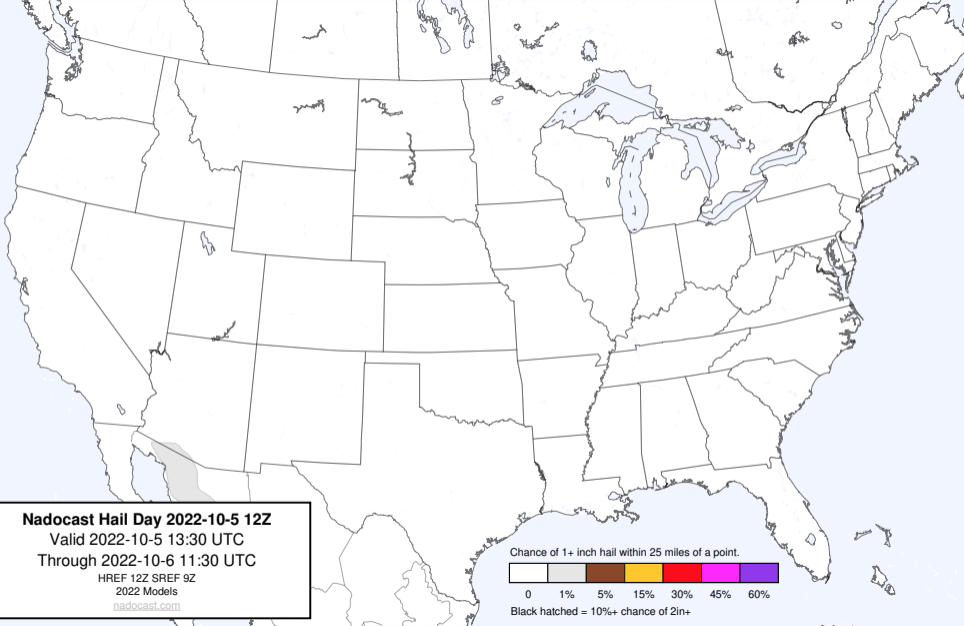 Nadocast Hail Day 2022-10-5 12Z
Valid 2022-10-5 13:30 UTC
Through 2022-10-6 11:30 UTC
HREF 12Z SREF 9Z
2022 Models
nadocast.com
Chance of 1+ inch hail within 25 miles of a point.
0 1% 5% 15% 30% 45% 60%
Black hatched = 10%+ chance of 2in+